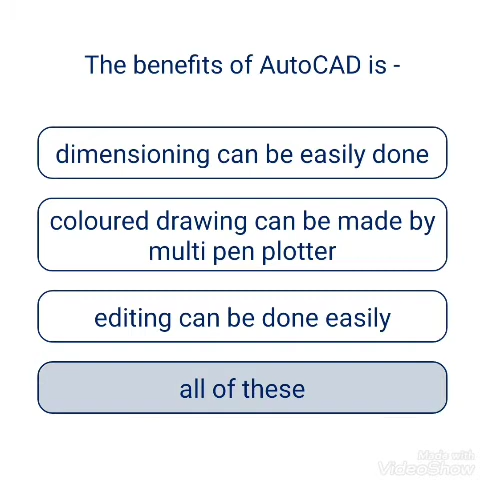 The benefits of AutoCAD is -
dimensioning can be easily done
coloured drawing can be made by
multi pen plotter
editing can be done easily
all of these
Made with
VideoShow